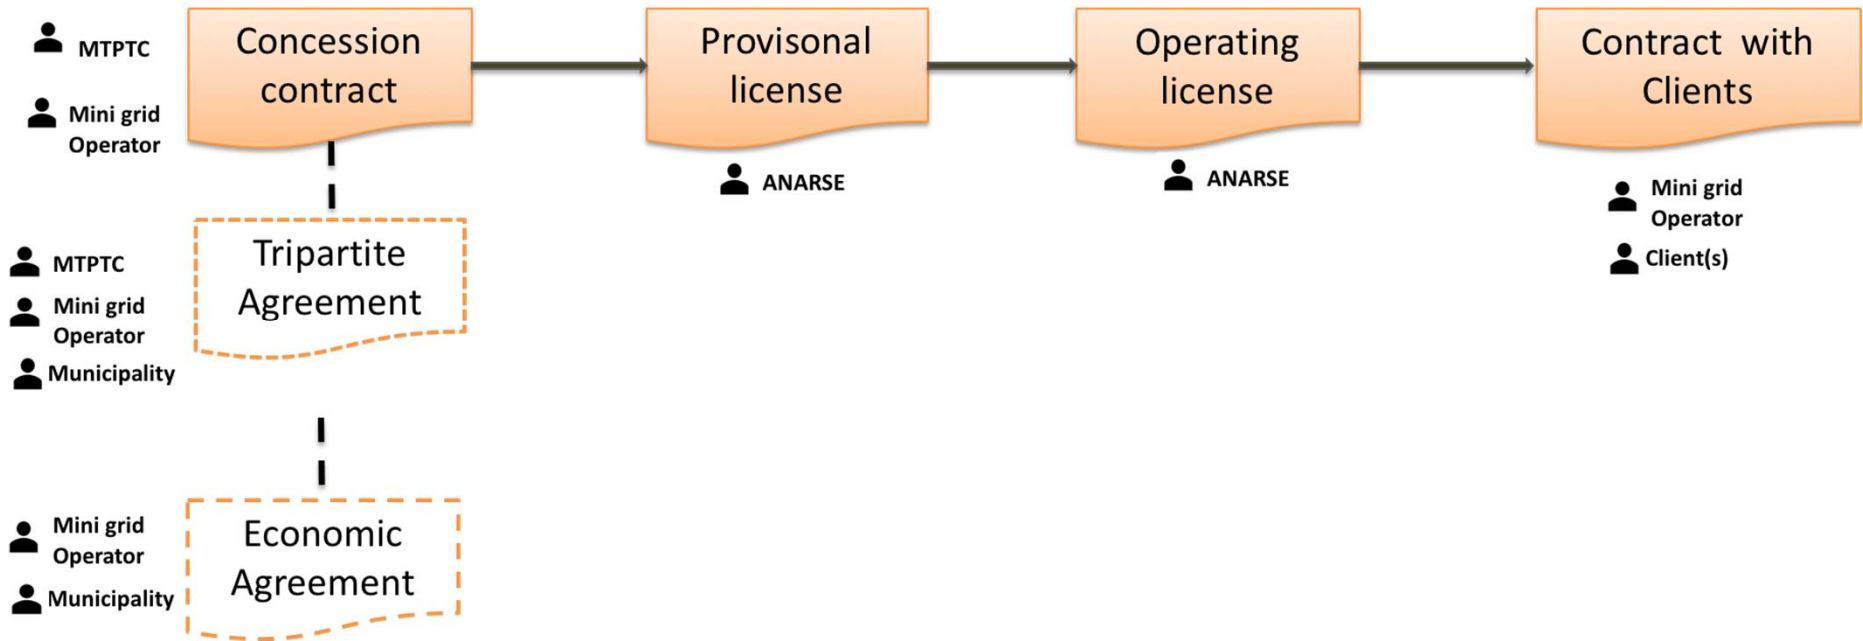 MTPTC
Mini grid
Operator
Concession
contract
Provisonal
license
ANARSE
Operating
license
ANARSE
Contract with
Clients
Mini grid
Operator
Client(s)
MTPTC
Mini grid
Operator
Municipality
Tripartite
Agreement
Mini grid
Operator
Municipality
Economic
Agreement